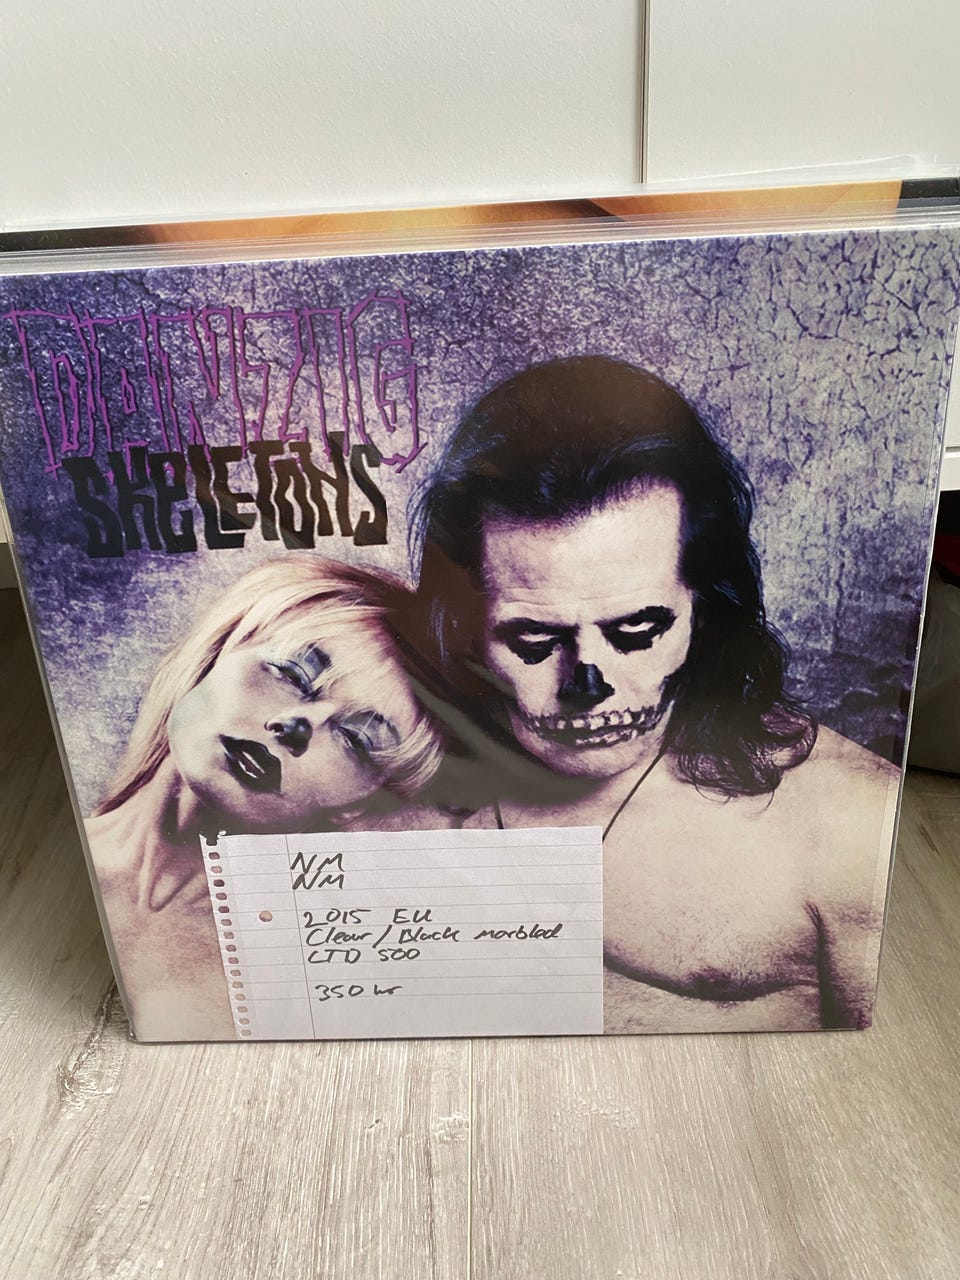 DANZIG
SKELETONS
NM
NM
2015 EU
Clear / Black marbled
LTD 500
350 kr